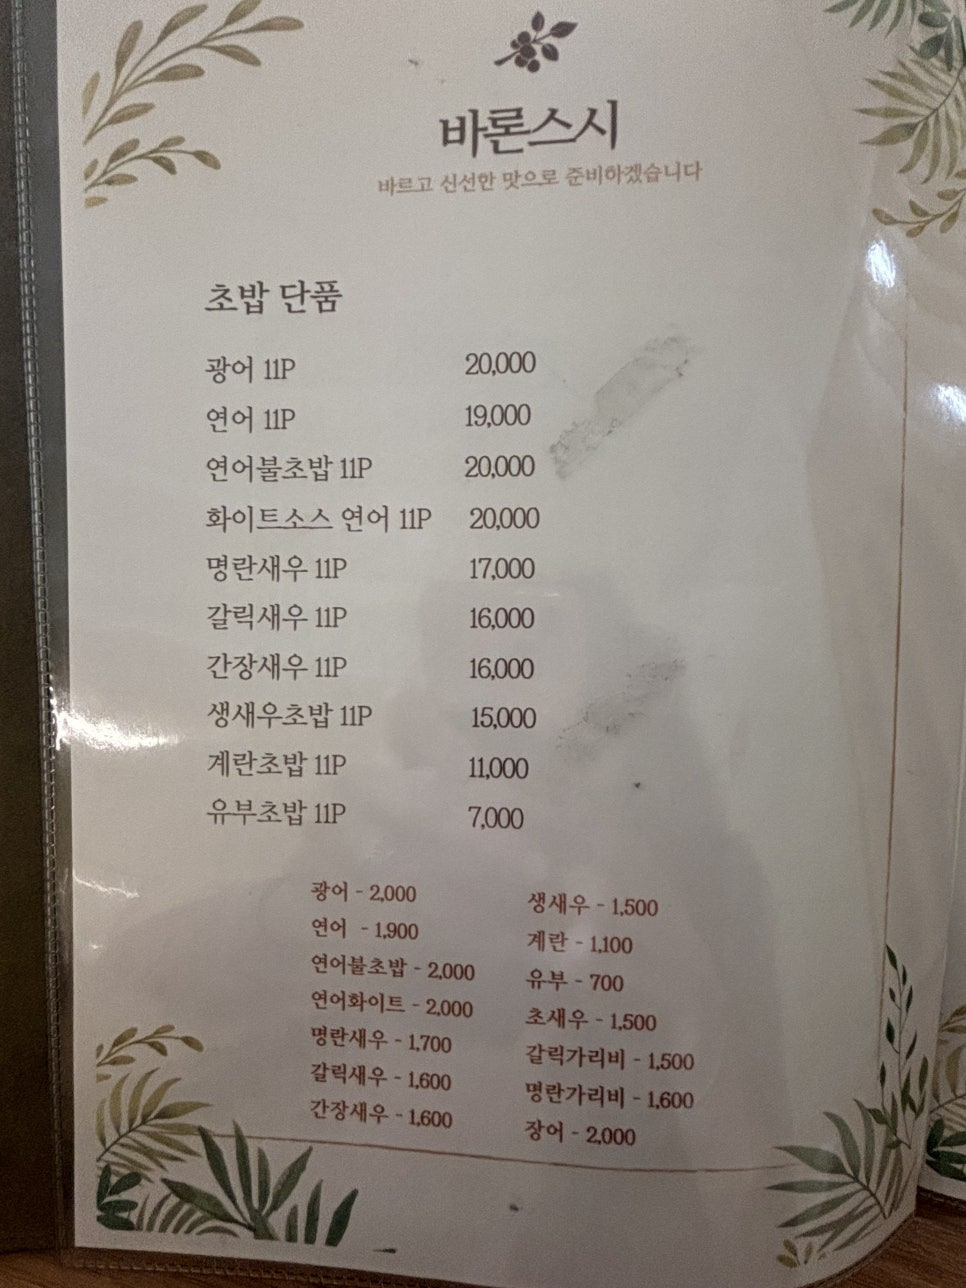 바론스시
바르고 신선한 맛으로 준비하겠습니다
초밥 단품
광어 11P 20,000
연어 11P 19,000
연어불초밥 11P 20,000
화이트소스 연어 11P 20,000
명란새우 11P 17,000
갈릭새우 11P 16,000
간장새우 11P 16,000
생새우초밥 11P 15,000
계란초밥 11P 11,000
유부초밥 11P 7,000
광어 - 2,000
연어 - 1,900
연어불초밥 - 2,000
연어화이트 - 2,000
명란새우 - 1,700
갈릭새우 - 1,600
간장새우 - 1,600
생새우 - 1,500
계란 - 1,100
유부 - 700
초새우 - 1,500
갈릭가리비 - 1,500
명란가리비 - 1,600
장어 - 2,000